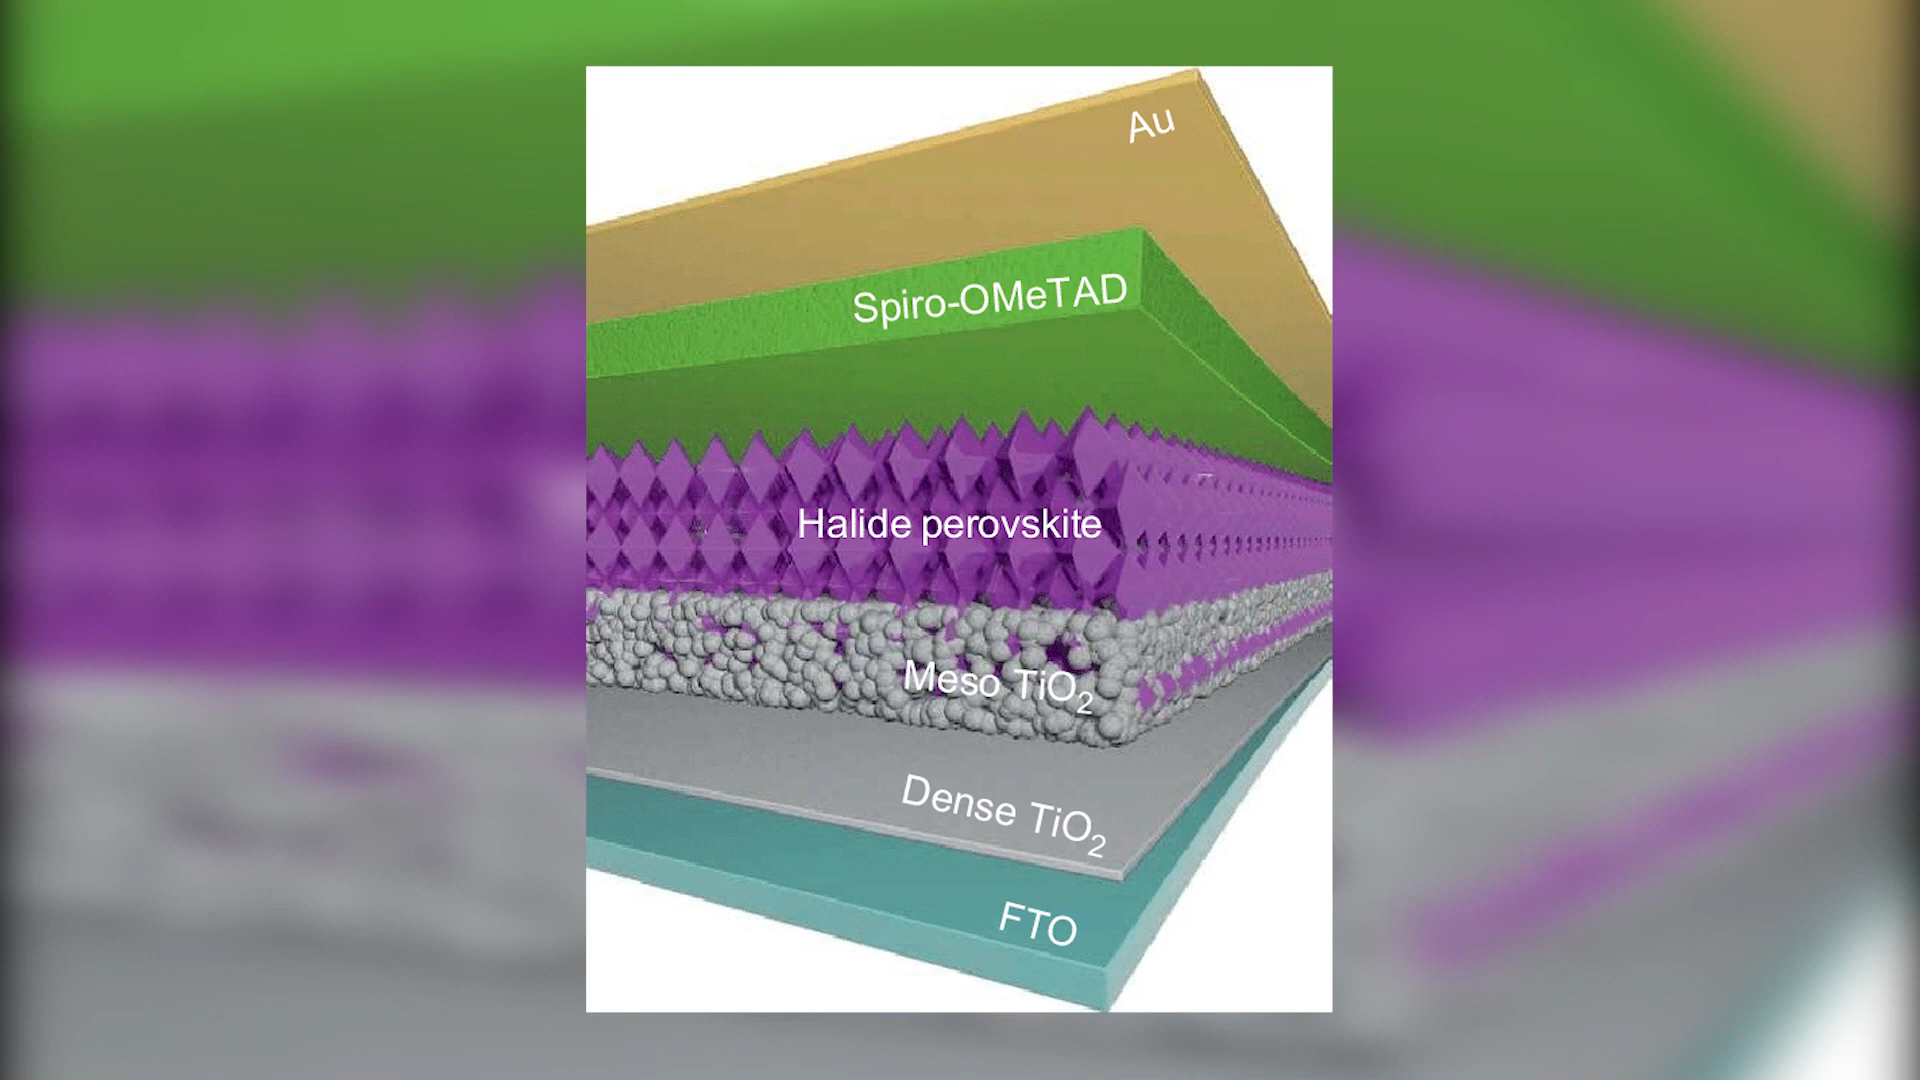 Au
Spiro-OMeTAD
Halide perovskite
Meso TiO₂
Dense TiO₂
FTO